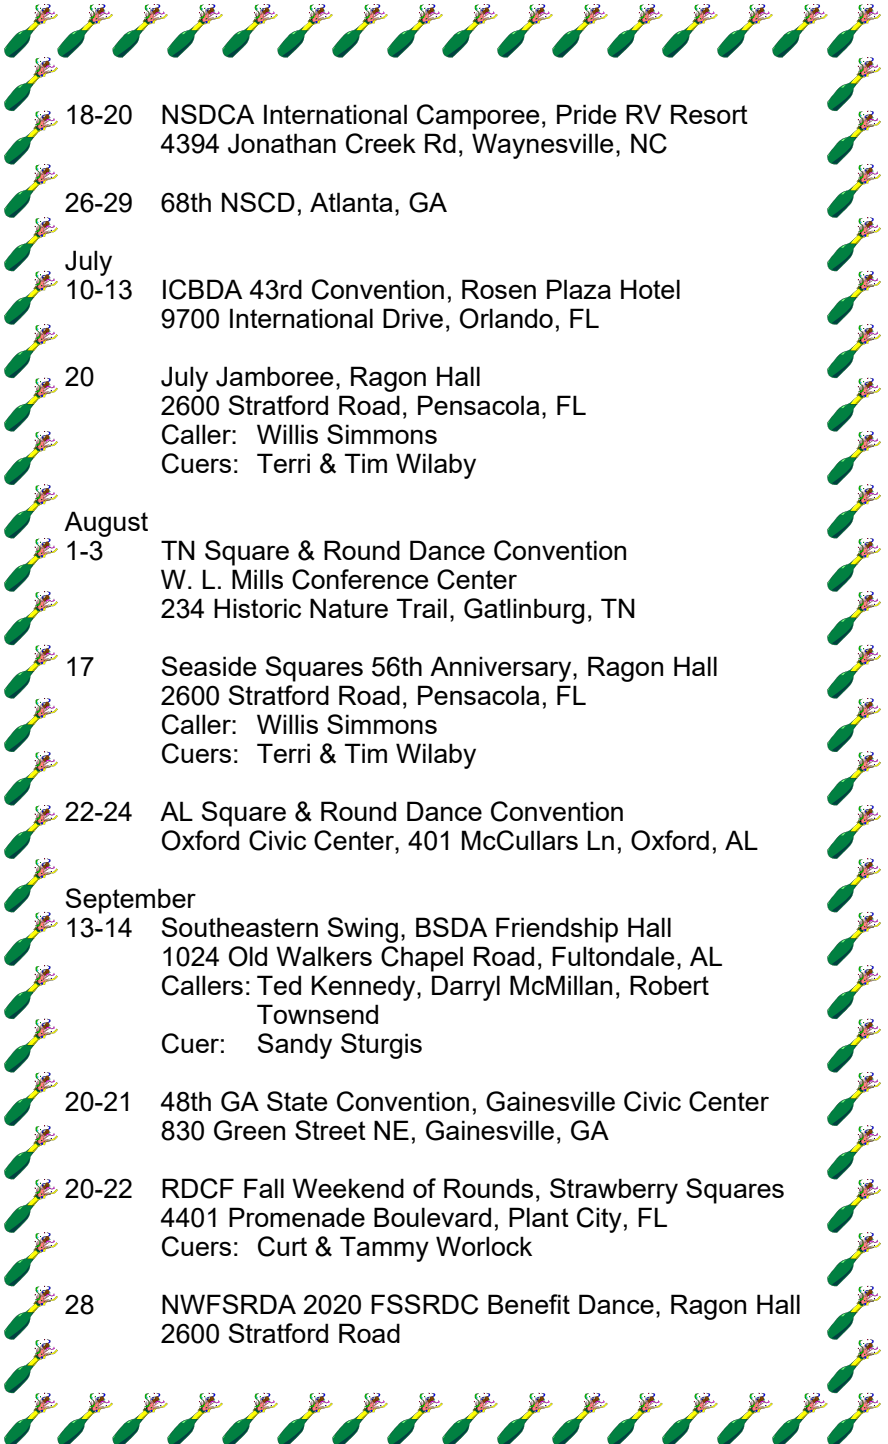 18-20 NSDCA International Camporee, Pride RV Resort
4394 Jonathan Creek Rd, Waynesville, NC
26-29 68th NSCD, Atlanta, GA
July
10-13 ICBDA 43rd Convention, Rosen Plaza Hotel
9700 International Drive, Orlando, FL
20 July Jamboree, Ragon Hall
2600 Stratford Road, Pensacola, FL
Caller: Willis Simmons
Cuers: Terri & Tim Wilaby
August
1-3 TN Square & Round Dance Convention
W. L. Mills Conference Center
234 Historic Nature Trail, Gatlinburg, TN
17 Seaside Squares 56th Anniversary, Ragon Hall
2600 Stratford Road, Pensacola, FL
Caller: Willis Simmons
Cuers: Terri & Tim Wilaby
22-24 AL Square & Round Dance Convention
Oxford Civic Center, 401 McCullars Ln, Oxford, AL
September
13-14 Southeastern Swing, BSDA Friendship Hall
1024 Old Walkers Chapel Road, Fultondale, AL
Callers: Ted Kennedy, Darryl McMillan, Robert
Townsend
Cuer: Sandy Sturgis
20-21 48th GA State Convention, Gainesville Civic Center
830 Green Street NE, Gainesville, GA
20-22 RDCF Fall Weekend of Rounds, Strawberry Squares
4401 Promenade Boulevard, Plant City, FL
Cuers: Curt & Tammy Worlock
28 NWFSRDA 2020 FSSRDC Benefit Dance, Ragon Hall
2600 Stratford Road